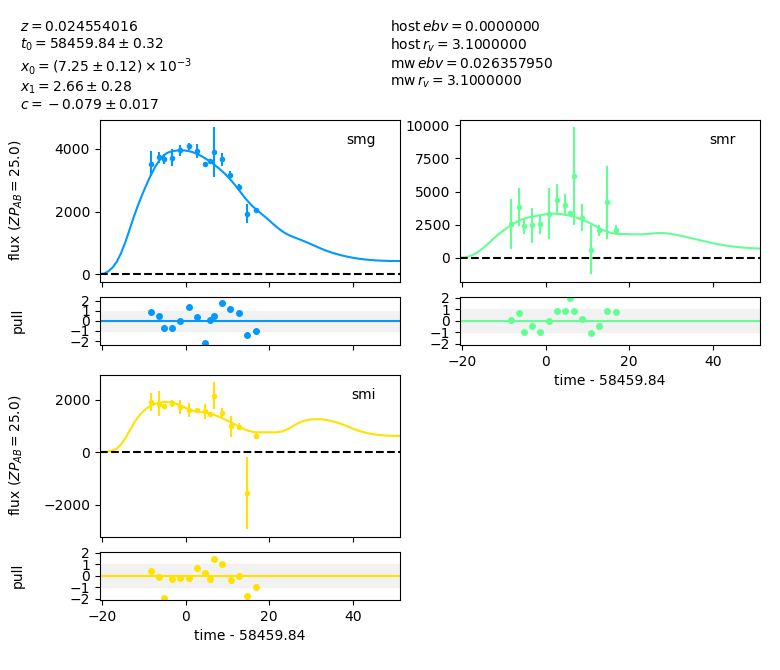 z = 0.024554016
t₀ = 58459.84 ± 0.32
x₀ = (7.25 ± 0.12) × 10⁻³
x₁ = 2.66 ± 0.28
c = −0.079 ± 0.017
host ebv = 0.0000000
host r_v = 3.1000000
mw ebv = 0.026357950
mw r_v = 3.1000000
smg
flux (ZP_AB = 25.0)
4000
2000
0
pull
2
1
0
−1
−2
smr
10000
7500
5000
2500
0
2
1
0
−1
−2
−20
0
20
40
time - 58459.84
smi
flux (ZP_AB = 25.0)
2000
0
−2000
pull
2
1
0
−1
−2
−20
0
20
40
time - 58459.84